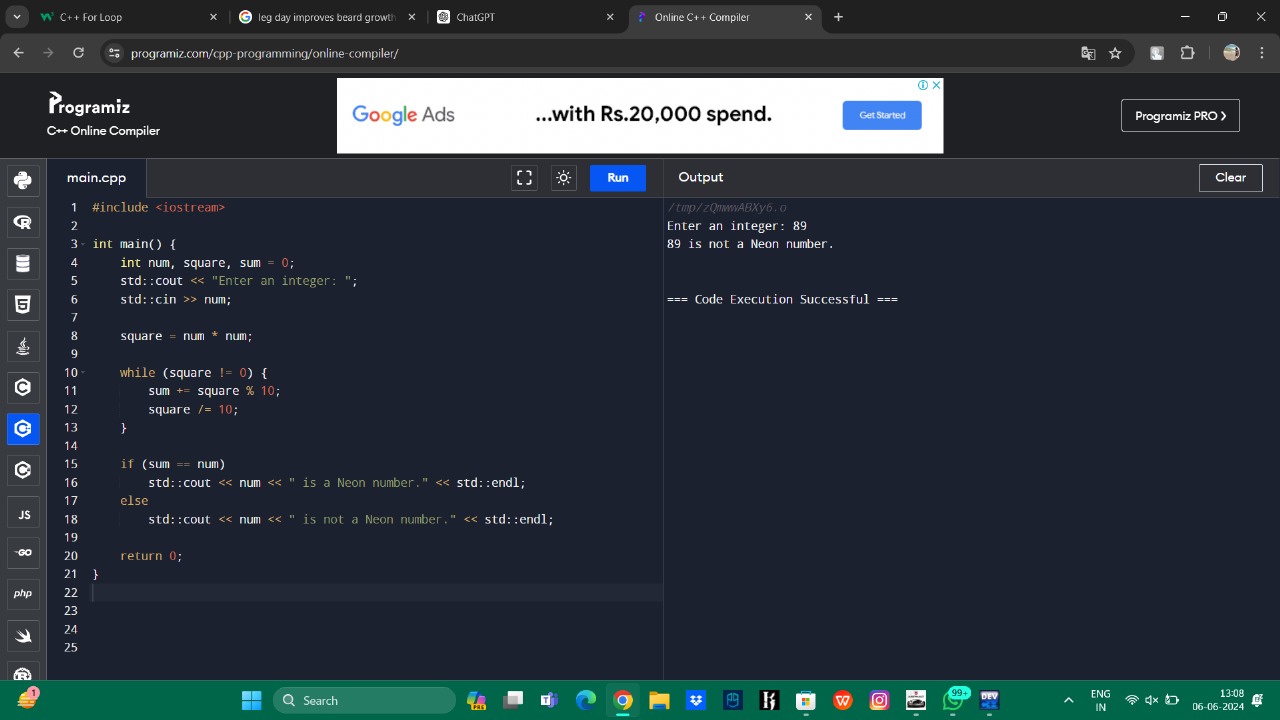 C++ For Loop
leg day improves beard growth
ChatGPT
Online C++ Compiler
programiz.com/cpp-programming/online-compiler/
Programiz
C++ Online Compiler
Google Ads
...with Rs.20,000 spend.
Get Started
Programiz PRO >
main.cpp
Run
Output
Clear
1 #include <iostream>
2
3 int main() {
4 int num, square, sum = 0;
5 std::cout << "Enter an integer: ";
6 std::cin >> num;
7
8 square = num * num;
9
10 while (square != 0) {
11 sum += square % 10;
12 square /= 10;
13 }
14
15 if (sum == num)
16 std::cout << num << " is a Neon number." << std::endl;
17 else
18 std::cout << num << " is not a Neon number." << std::endl;
19
20 return 0;
21 }
22
23
24
25
/tmp/zQmwwABXy6.o
Enter an integer: 89
89 is not a Neon number.
=== Code Execution Successful ===
JS
GO
php
1
Search
PRE
99+
DEV
ENG
IN
13:08
06-06-2024